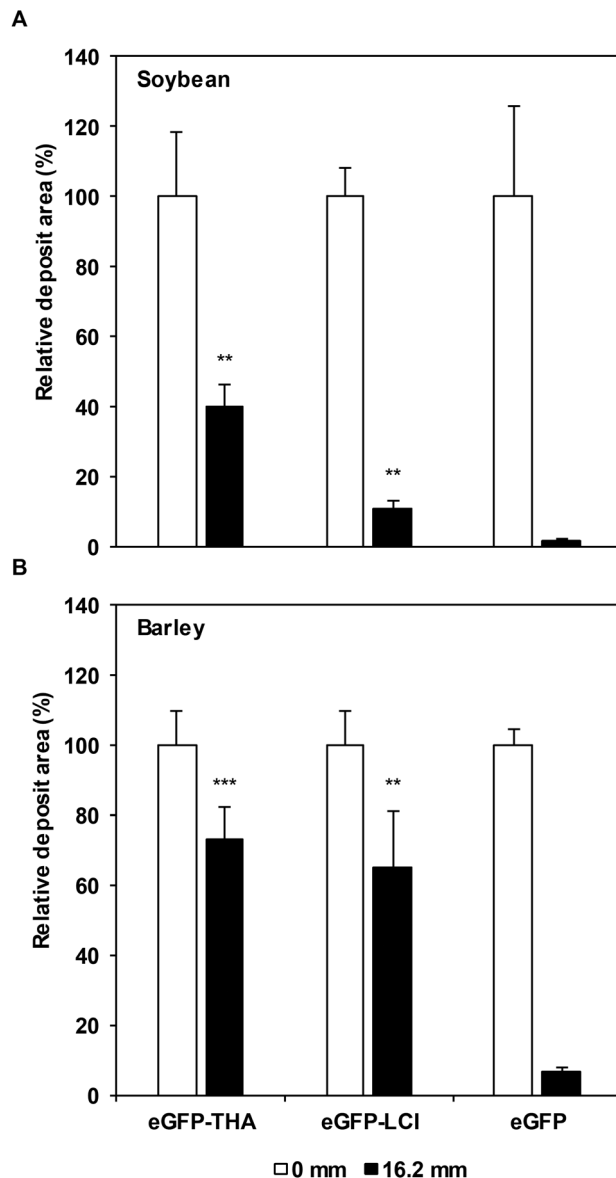 A
140
Soybean
120
100
80
60
40
20
0
Relative deposit area (%)
**
**
B
140
Barley
120
100
80
60
40
20
0
Relative deposit area (%)
***
**
eGFP-THA eGFP-LCI eGFP
0 mm 16.2 mm